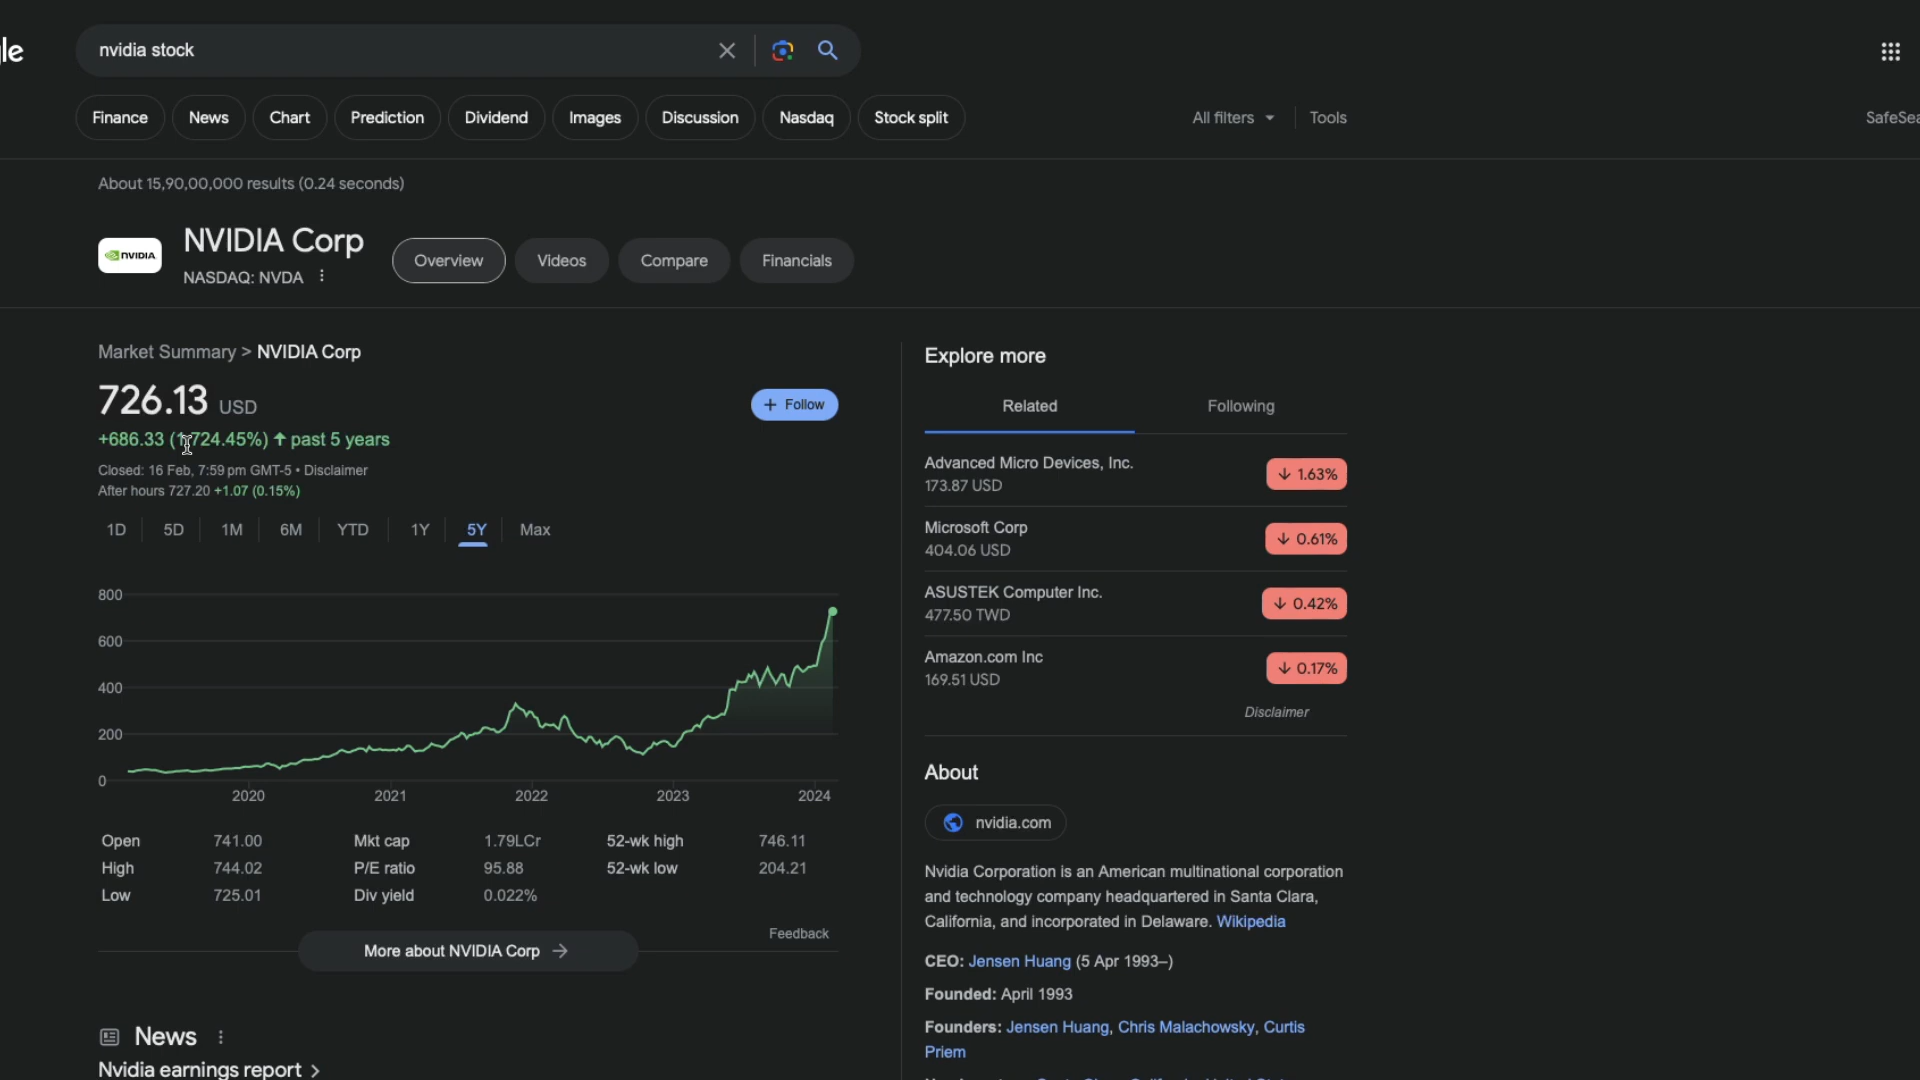 le
nvidia stock
Finance News Chart Prediction Dividend Images Discussion Nasdaq Stock split All filters Tools SafeSea
About 15,90,00,000 results (0.24 seconds)
NVIDIA
NVIDIA Corp
NASDAQ: NVDA
Overview Videos Compare Financials
Market Summary > NVIDIA Corp
726.13 USD
+ Follow
+686.33 (1,724.45%) ↑ past 5 years
Closed: 16 Feb, 7:59 pm GMT-5 • Disclaimer
After hours 727.20 +1.07 (0.15%)
1D 5D 1M 6M YTD 1Y 5Y Max
800
600
400
200
0
2020 2021 2022 2023 2024
Open 741.00 Mkt cap 1.79LCr 52-wk high 746.11
High 744.02 P/E ratio 95.88 52-wk low 204.21
Low 725.01 Div yield 0.022%
Feedback
More about NVIDIA Corp →
News
Nvidia earnings report >
Explore more
Related Following
Advanced Micro Devices, Inc.
173.87 USD
↓ 1.63%
Microsoft Corp
404.06 USD
↓ 0.61%
ASUSTEK Computer Inc.
477.50 TWD
↓ 0.42%
Amazon.com Inc
169.51 USD
↓ 0.17%
Disclaimer
About
nvidia.com
Nvidia Corporation is an American multinational corporation
and technology company headquartered in Santa Clara,
California, and incorporated in Delaware. Wikipedia
CEO: Jensen Huang (5 Apr 1993–)
Founded: April 1993
Founders: Jensen Huang, Chris Malachowsky, Curtis
Priem